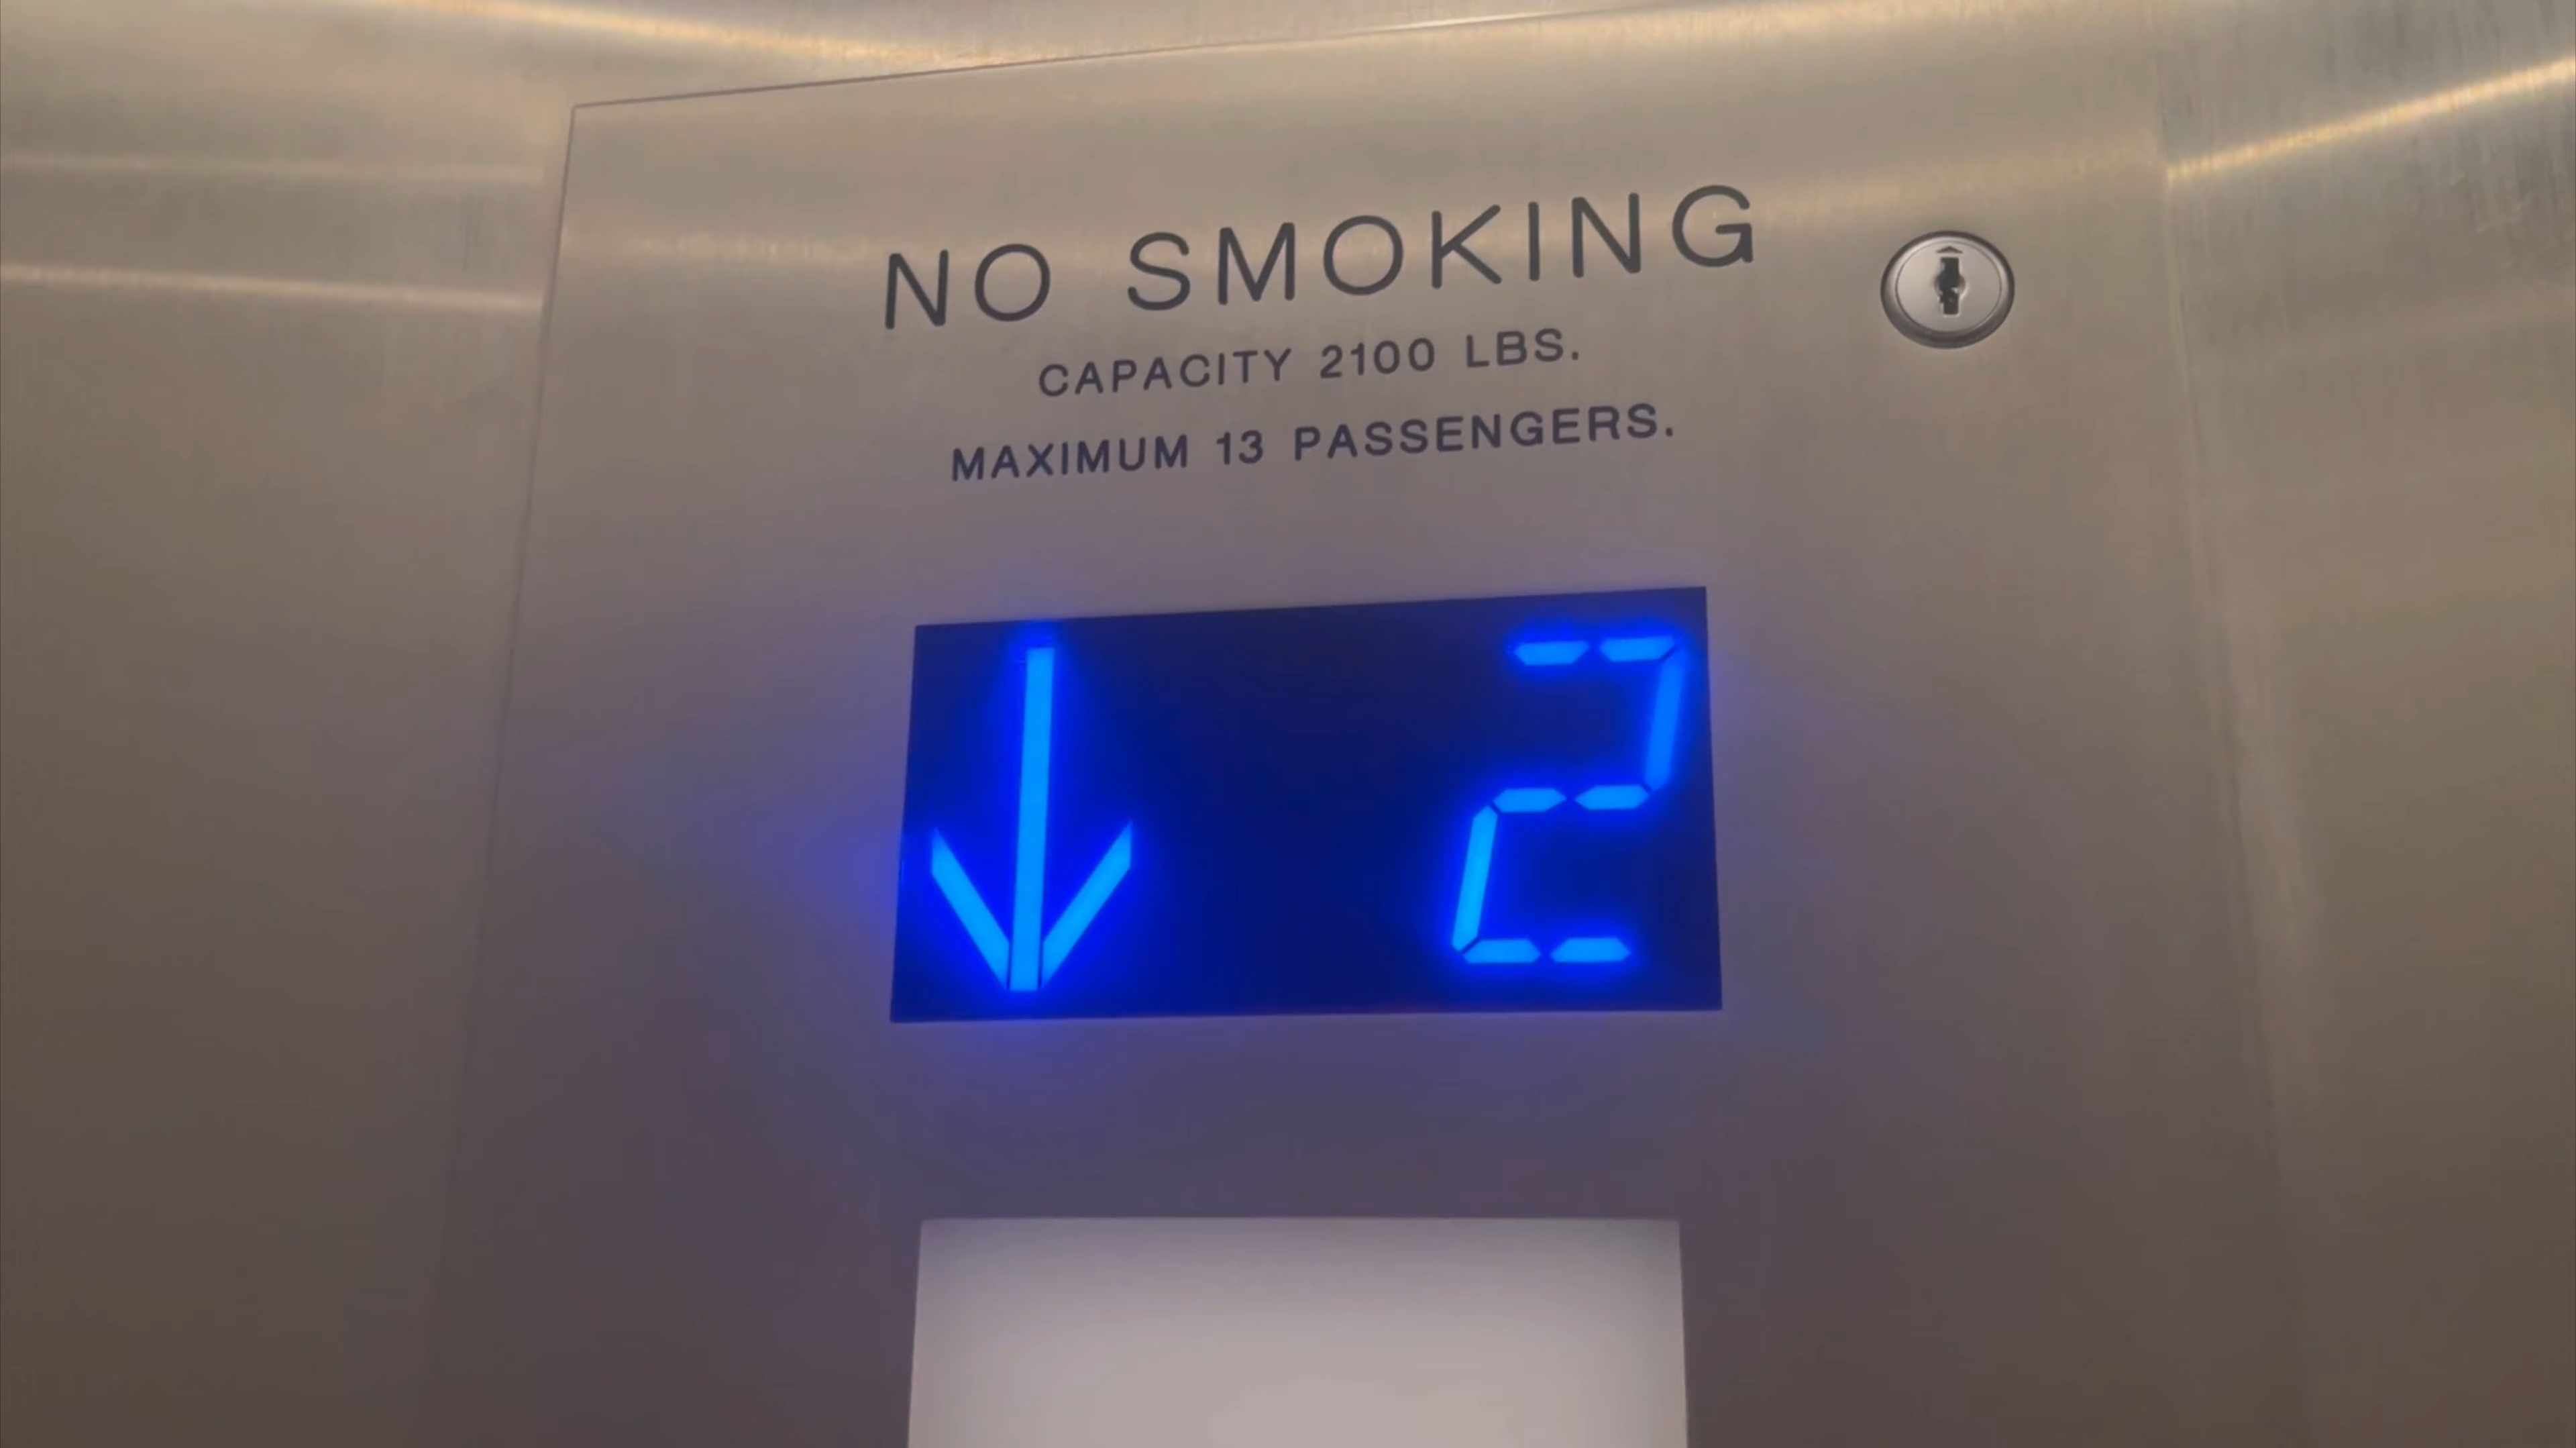 NO SMOKING
CAPACITY 2100 LBS.
MAXIMUM 13 PASSENGERS.
↓ 2